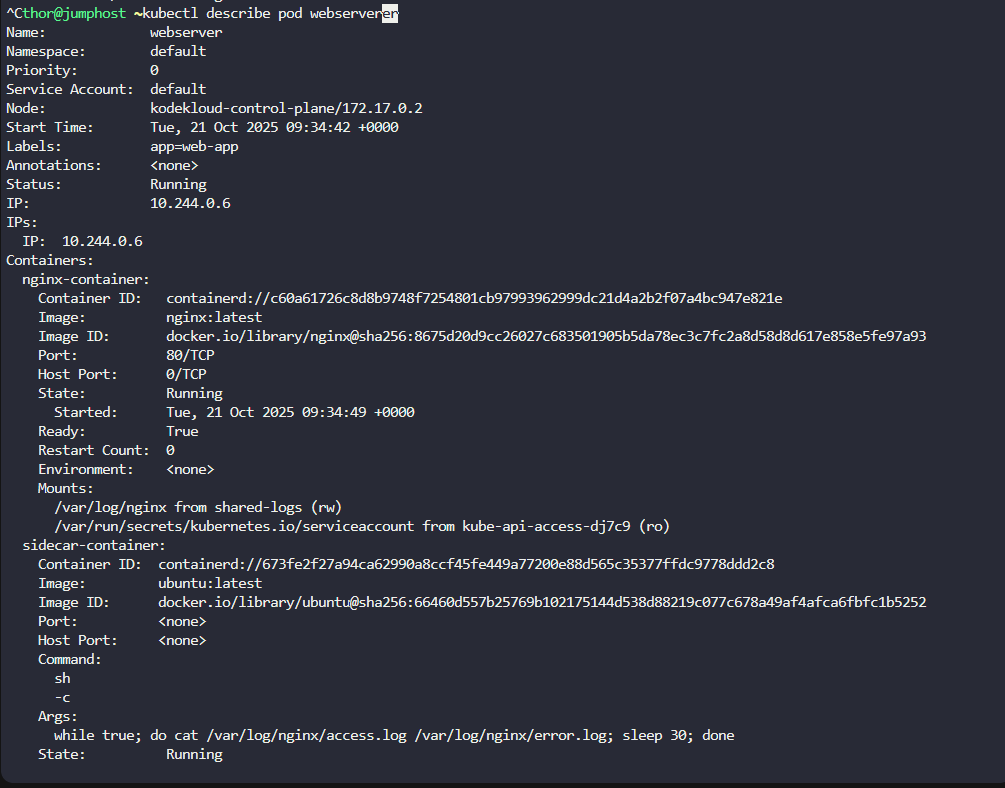 ^Cthor@jumphost ~kubectl describe pod webserverer
Name:             webserver
Namespace:        default
Priority:         0
Service Account:  default
Node:             kodekloud-control-plane/172.17.0.2
Start Time:       Tue, 21 Oct 2025 09:34:42 +0000
Labels:           app=web-app
Annotations:      <none>
Status:           Running
IP:               10.244.0.6
IPs:
  IP:  10.244.0.6
Containers:
  nginx-container:
    Container ID:   containerd://c60a61726c8d8b9748f7254801cb97993962999dc21d4a2b2f07a4bc947e821e
    Image:          nginx:latest
    Image ID:       docker.io/library/nginx@sha256:8675d20d9cc26027c683501905b5da78ec3c7fc2a8d58d8d617e858e5fe97a93
    Port:           80/TCP
    Host Port:      0/TCP
    State:          Running
      Started:      Tue, 21 Oct 2025 09:34:49 +0000
    Ready:          True
    Restart Count:  0
    Environment:    <none>
    Mounts:
      /var/log/nginx from shared-logs (rw)
      /var/run/secrets/kubernetes.io/serviceaccount from kube-api-access-dj7c9 (ro)
  sidecar-container:
    Container ID:  containerd://673fe2f27a94ca62990a8ccf45fe449a77200e88d565c35377ffdc9778ddd2c8
    Image:         ubuntu:latest
    Image ID:      docker.io/library/ubuntu@sha256:66460d557b25769b102175144d538d88219c077c678a49af4afca6fbfc1b5252
    Port:          <none>
    Host Port:     <none>
    Command:
      sh
      -c
    Args:
      while true; do cat /var/log/nginx/access.log /var/log/nginx/error.log; sleep 30; done
    State:          Running